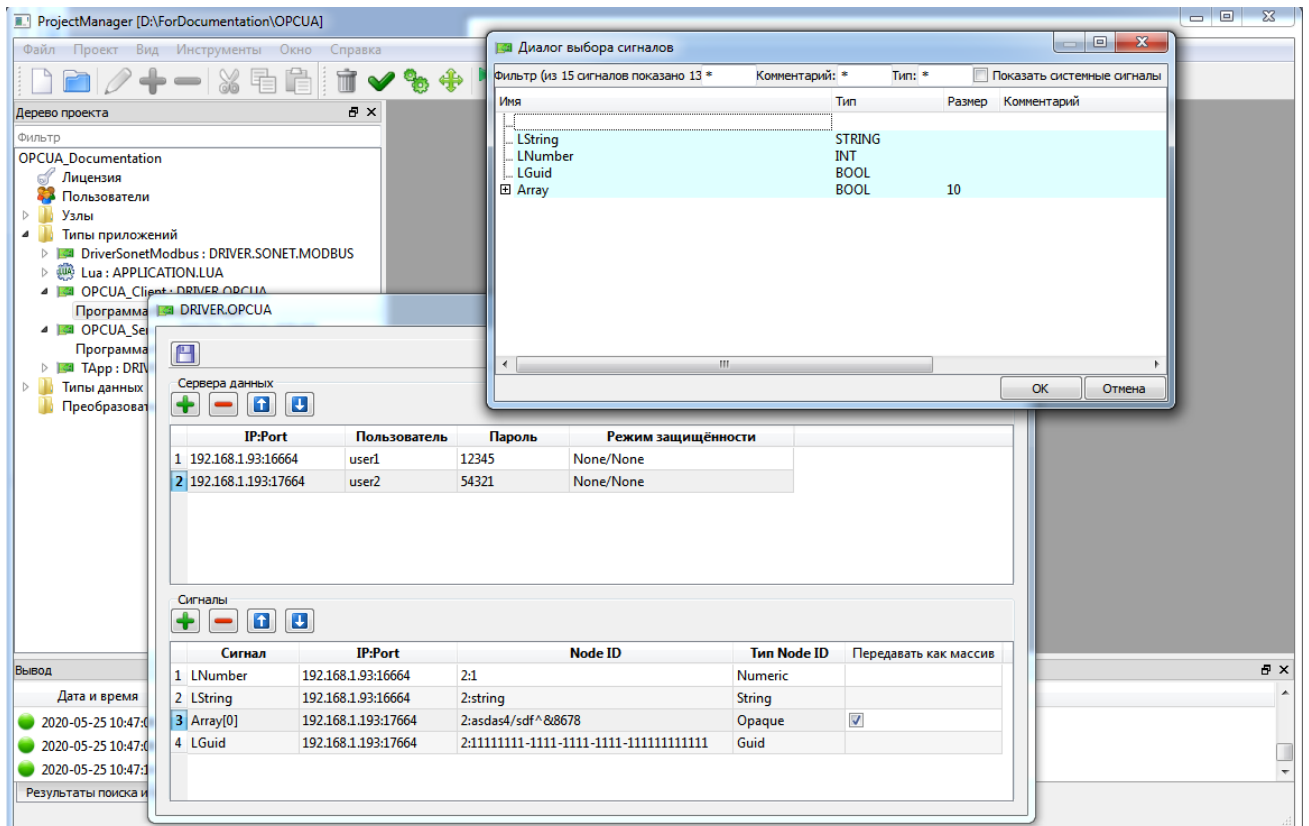 ProjectManager [D:\ForDocumentation\OPCUA]
Файл Проект Вид Инструменты Окно Справка
Дерево проекта
Фильтр
OPCUA_Documentation
Лицензия
Пользователи
Узлы
Типы приложений
DriverSonetModbus : DRIVER.SONET.MODBUS
Lua : APPLICATION.LUA
OPCUA_Client : DRIVER.OPCUA
Программа
OPCUA_Se
Программа
TApp : DRIV
Типы данных
Преобразоват
Диалог выбора сигналов
Фильтр (из 15 сигналов показано 13 * Комментарий: * Тип: * Показать системные сигналы
Имя Тип Размер Комментарий
LString STRING
LNumber INT
LGuid BOOL
Array BOOL 10
OK Отмена
DRIVER.OPCUA
Сервера данных
IP:Port Пользователь Пароль Режим защищённости
1 192.168.1.93:16664 user1 12345 None/None
2 192.168.1.193:17664 user2 54321 None/None
Сигналы
Сигнал IP:Port Node ID Тип Node ID Передавать как массив
1 LNumber 192.168.1.93:16664 2:1 Numeric
2 LString 192.168.1.93:16664 2:string String
3 Array[0] 192.168.1.193:17664 2:asdas4/sdf^&8678 Opaque
4 LGuid 192.168.1.193:17664 2:11111111-1111-1111-1111-111111111111 Guid
Вывод
Дата и время
2020-05-25 10:47:0
2020-05-25 10:47:0
2020-05-25 10:47:1
Результаты поиска и